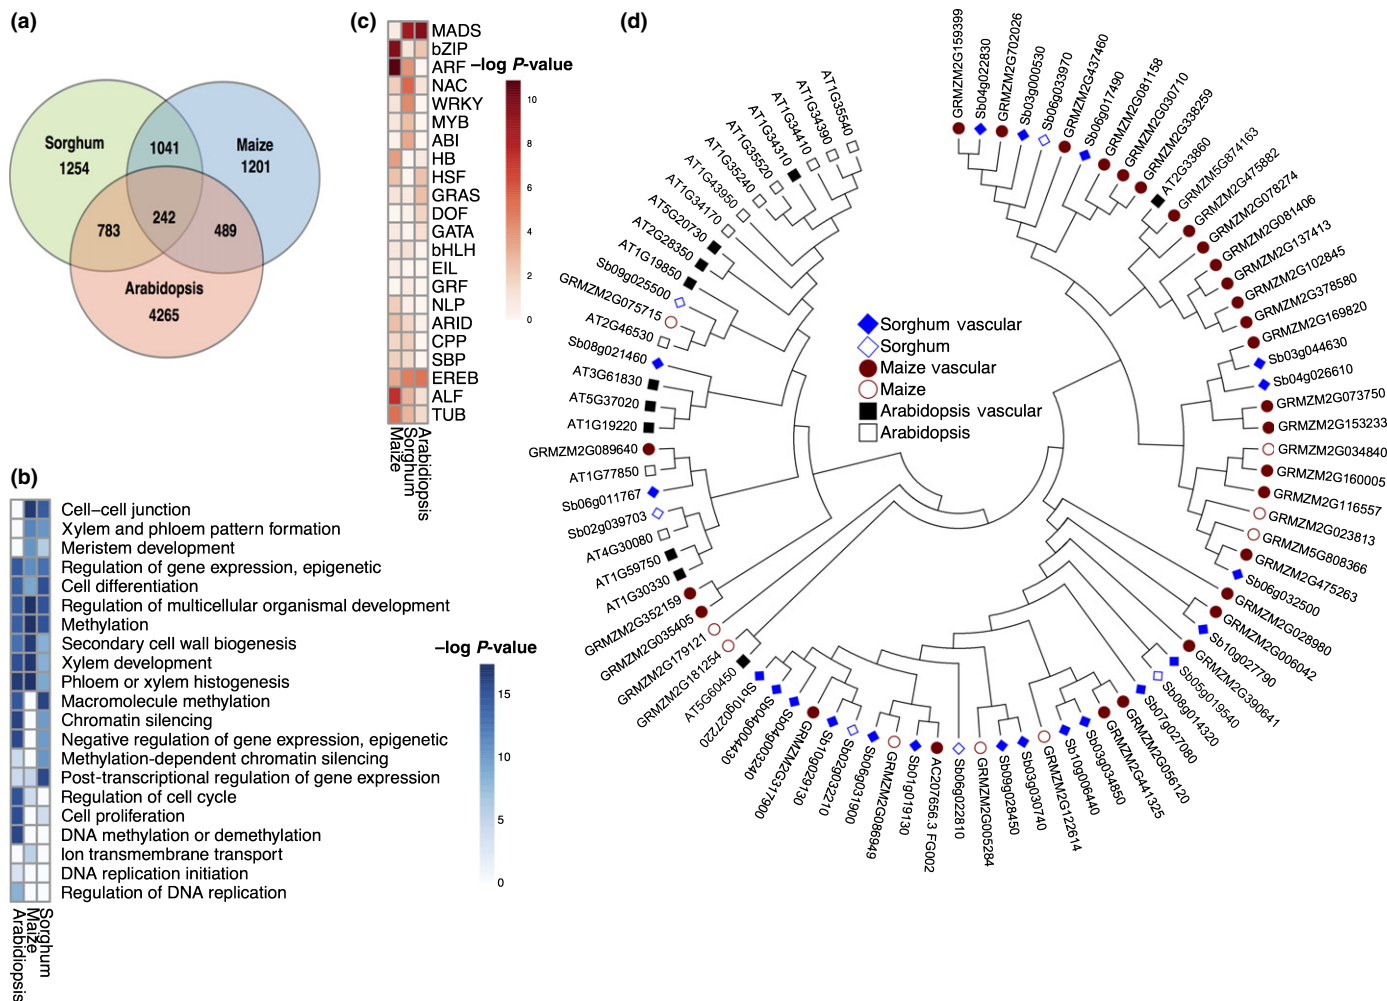 (a)
Sorghum
1254
1041
Maize
1201
242
783
489
Arabidopsis
4265
(b)
Cell–cell junction
Xylem and phloem pattern formation
Meristem development
Regulation of gene expression, epigenetic
Cell differentiation
Regulation of multicellular organismal development
Methylation
Secondary cell wall biogenesis
Xylem development
Phloem or xylem histogenesis
Macromolecule methylation
Chromatin silencing
Negative regulation of gene expression, epigenetic
Methylation-dependent chromatin silencing
Post-transcriptional regulation of gene expression
Regulation of cell cycle
Cell proliferation
DNA methylation or demethylation
Ion transmembrane transport
DNA replication initiation
Regulation of DNA replication
Arabidiopsis
Maize
Sorghum
–log P-value
15
10
5
0
(c)
MADS
bZIP
ARF
NAC
WRKY
MYB
ABI
HB
HSF
GRAS
DOF
GATA
bHLH
EIL
GRF
NLP
ARID
CPP
SBP
EREB
ALF
TUB
Maize
Sorghum
Arabidopsis
–log P-value
10
8
6
4
2
0
(d)
GRMZM2G159399
Sb04g022830
GRMZM2G702026
Sb03g000530
Sb06g033970
GRMZM2G437460
Sb06g017490
GRMZM2G081158
GRMZM2G030710
GRMZM2G338259
AT2G33860
GRMZM5G874163
GRMZM2G475882
GRMZM2G078274
GRMZM2G081406
GRMZM2G137413
GRMZM2G102845
GRMZM2G378580
GRMZM2G169820
Sb03g044630
Sb04g026610
GRMZM2G073750
GRMZM2G153233
GRMZM2G034840
GRMZM2G160005
GRMZM2G116557
GRMZM2G023813
GRMZM5G808366
GRMZM2G475263
Sb06g032500
GRMZM2G028980
GRMZM2G006042
Sb10g027790
GRMZM2G390641
Sb05g019540
Sb08g014320
Sb07g027080
GRMZM2G056120
GRMZM2G441325
Sb03g034850
Sb10g006440
GRMZM2G122614
Sb03g030740
Sb09g028450
GRMZM2G005284
Sb06g022810
AC207656.3 FG002
Sb01g019130
GRMZM2G086949
Sb06g031900
Sb02g032210
Sb10g029130
GRMZM2G317900
Sb04g003240
Sb04g004430
Sb10g027220
AT5G60450
GRMZM2G181254
GRMZM2G179121
GRMZM2G035405
GRMZM2G352159
AT1G30330
AT1G59750
AT4G30080
Sb02g039703
Sb06g011767
AT1G77850
GRMZM2G089640
AT1G19220
AT5G37020
AT3G61830
Sb08g021460
AT2G46530
GRMZM2G075715
Sb09g025500
AT1G19850
AT2G28350
AT5G20730
AT1G34170
AT1G43950
AT1G35240
AT1G35520
AT1G34310
AT1G34410
AT1G34390
AT1G35540
Sorghum vascular
Sorghum
Maize vascular
Maize
Arabidopsis vascular
Arabidopsis